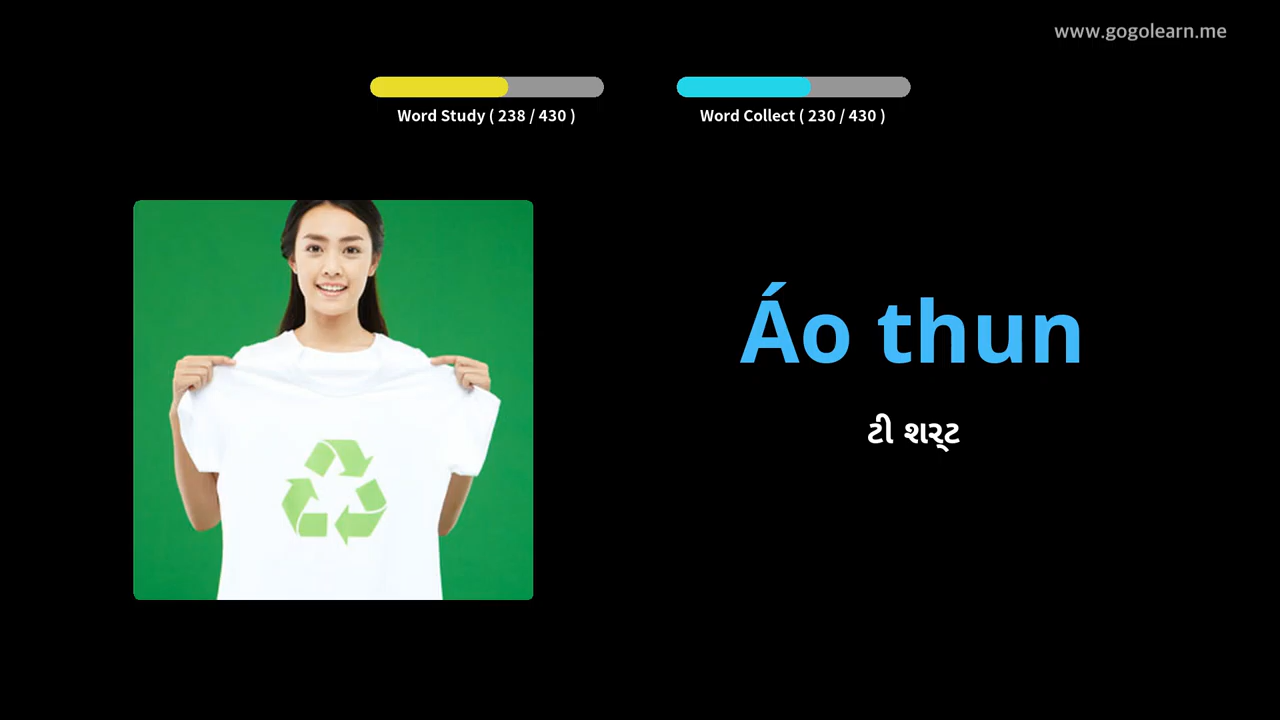 www.gogolearn.me
Word Study ( 238 / 430 )
Word Collect ( 230 / 430 )
Áo thun
ટી શર્ટ